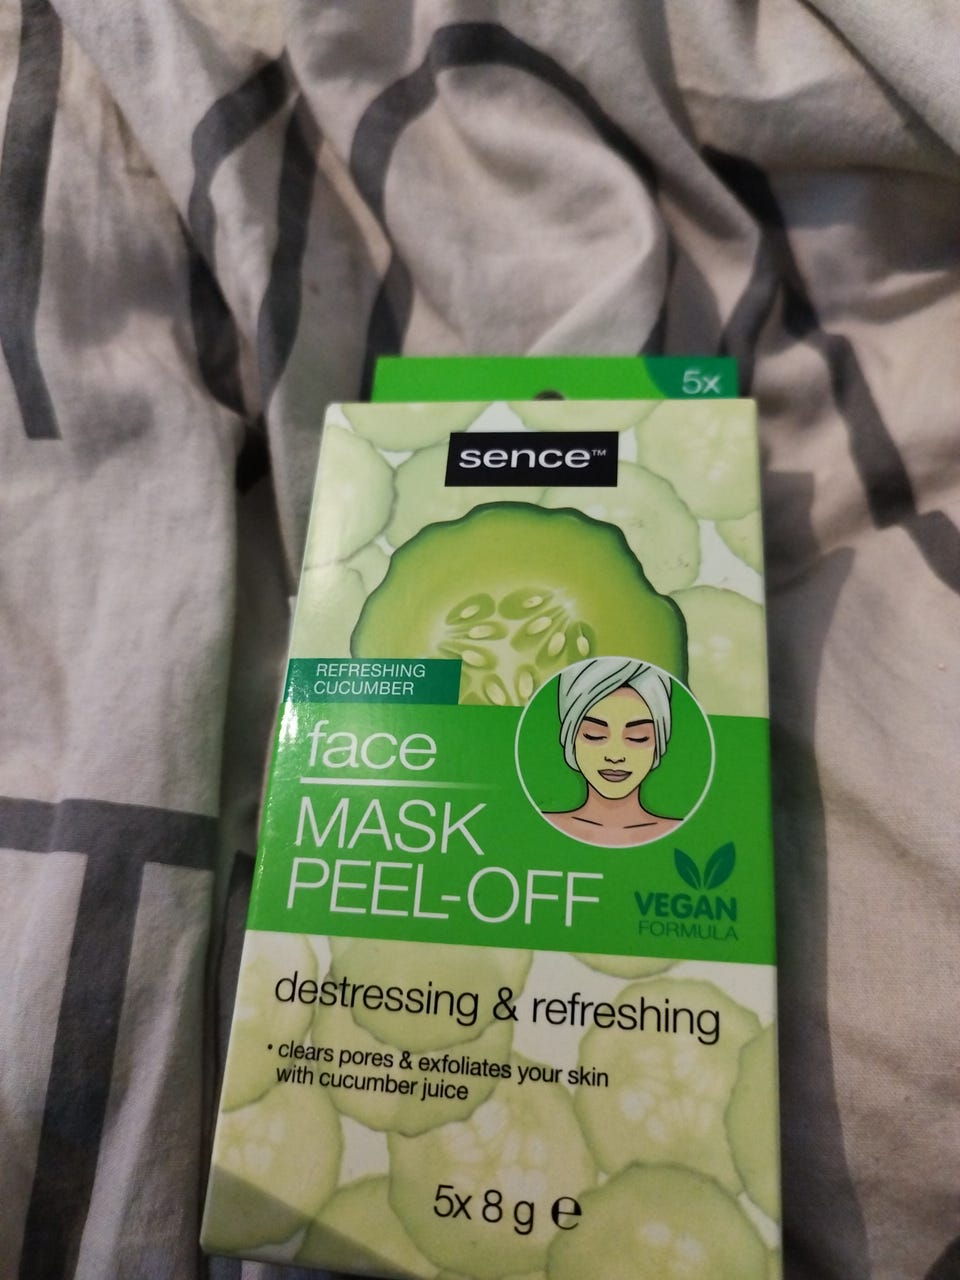 5x
sence™
REFRESHING
CUCUMBER
face
MASK
PEEL-OFF
VEGAN
FORMULA
destressing & refreshing
• clears pores & exfoliates your skin
with cucumber juice
5x 8 g ℮